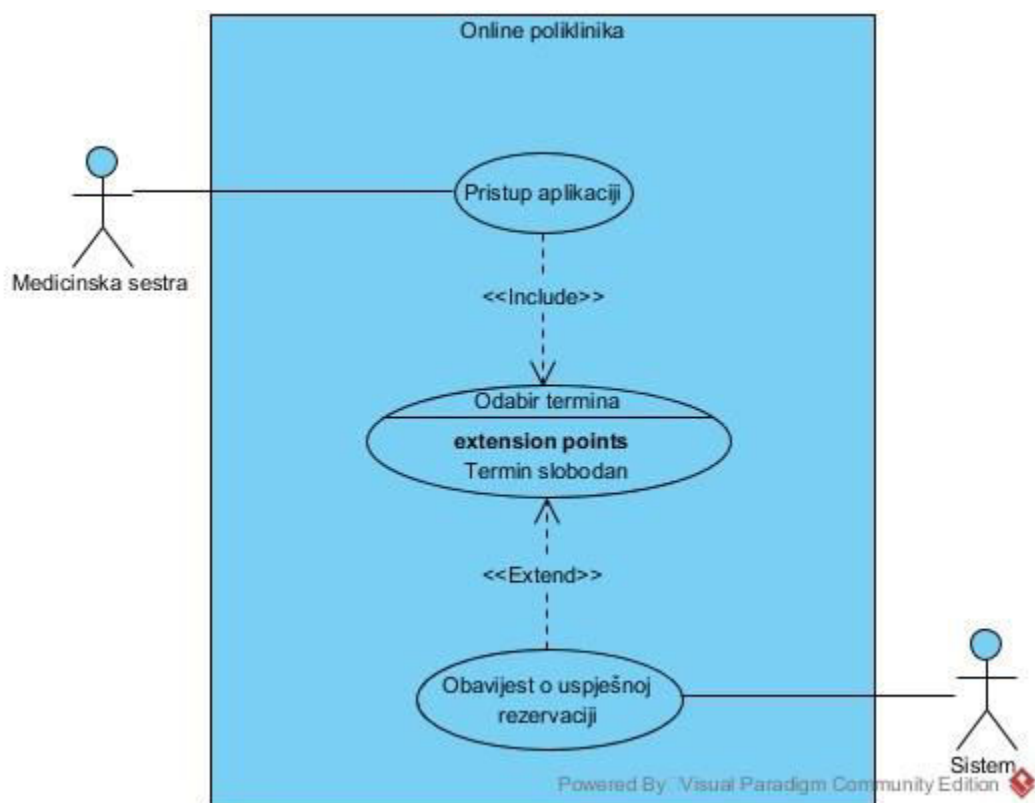 Online poliklinika
Pristup aplikaciji
Medicinska sestra
<<Include>>
Odabir termina
extension points
Termin slobodan
<<Extend>>
Obavijest o uspješnoj
rezervaciji
Sistem
Powered By Visual Paradigm Community Edition